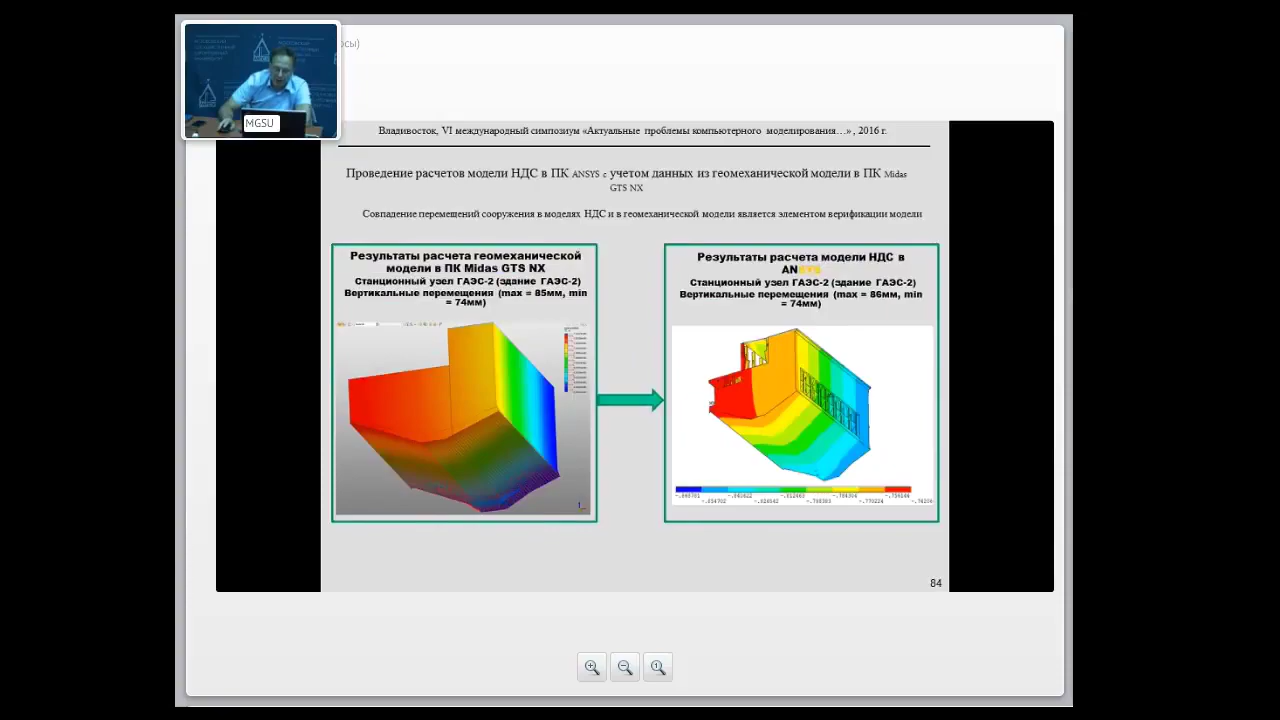 осы)
MGSU
Владивосток, VI международный симпозиум «Актуальные проблемы компьютерного моделирования…» , 2016 г.
Проведение расчетов модели НДС в ПК ANSYS с учетом данных из геомеханической модели в ПК Midas
GTS NX
Совпадение перемещений сооружения в моделях НДС и в геомеханической модели является элементом верификации модели
Результаты расчета геомеханической
модели в ПК Midas GTS NX
Станционный узел ГАЭС-2 (здание ГАЭС-2)
Вертикальные перемещения (max = 85мм, min
= 74мм)
Результаты расчета модели НДС в
ANSYS
Станционный узел ГАЭС-2 (здание ГАЭС-2)
Вертикальные перемещения (max = 86мм, min
= 74мм)
84